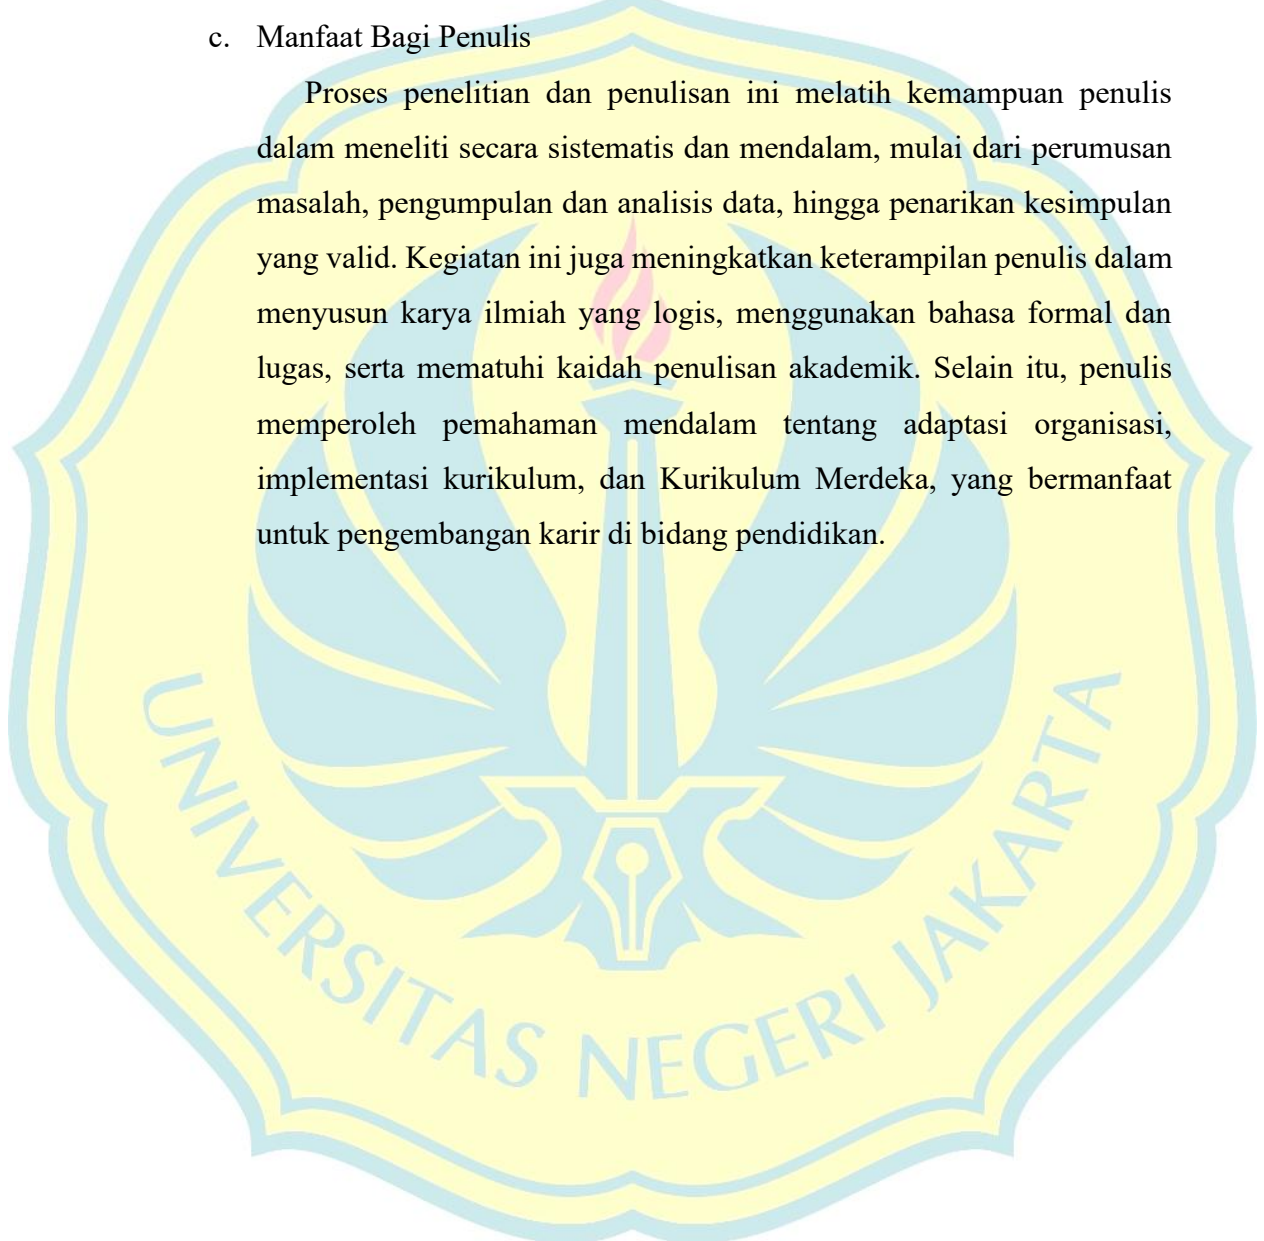 c. Manfaat Bagi Penulis
Proses penelitian dan penulisan ini melatih kemampuan penulis
dalam meneliti secara sistematis dan mendalam, mulai dari perumusan
masalah, pengumpulan dan analisis data, hingga penarikan kesimpulan
yang valid. Kegiatan ini juga meningkatkan keterampilan penulis dalam
menyusun karya ilmiah yang logis, menggunakan bahasa formal dan
lugas, serta mematuhi kaidah penulisan akademik. Selain itu, penulis
memperoleh pemahaman mendalam tentang adaptasi organisasi,
implementasi kurikulum, dan Kurikulum Merdeka, yang bermanfaat
untuk pengembangan karir di bidang pendidikan.
UNIVERSITAS NEGERI JAKARTA